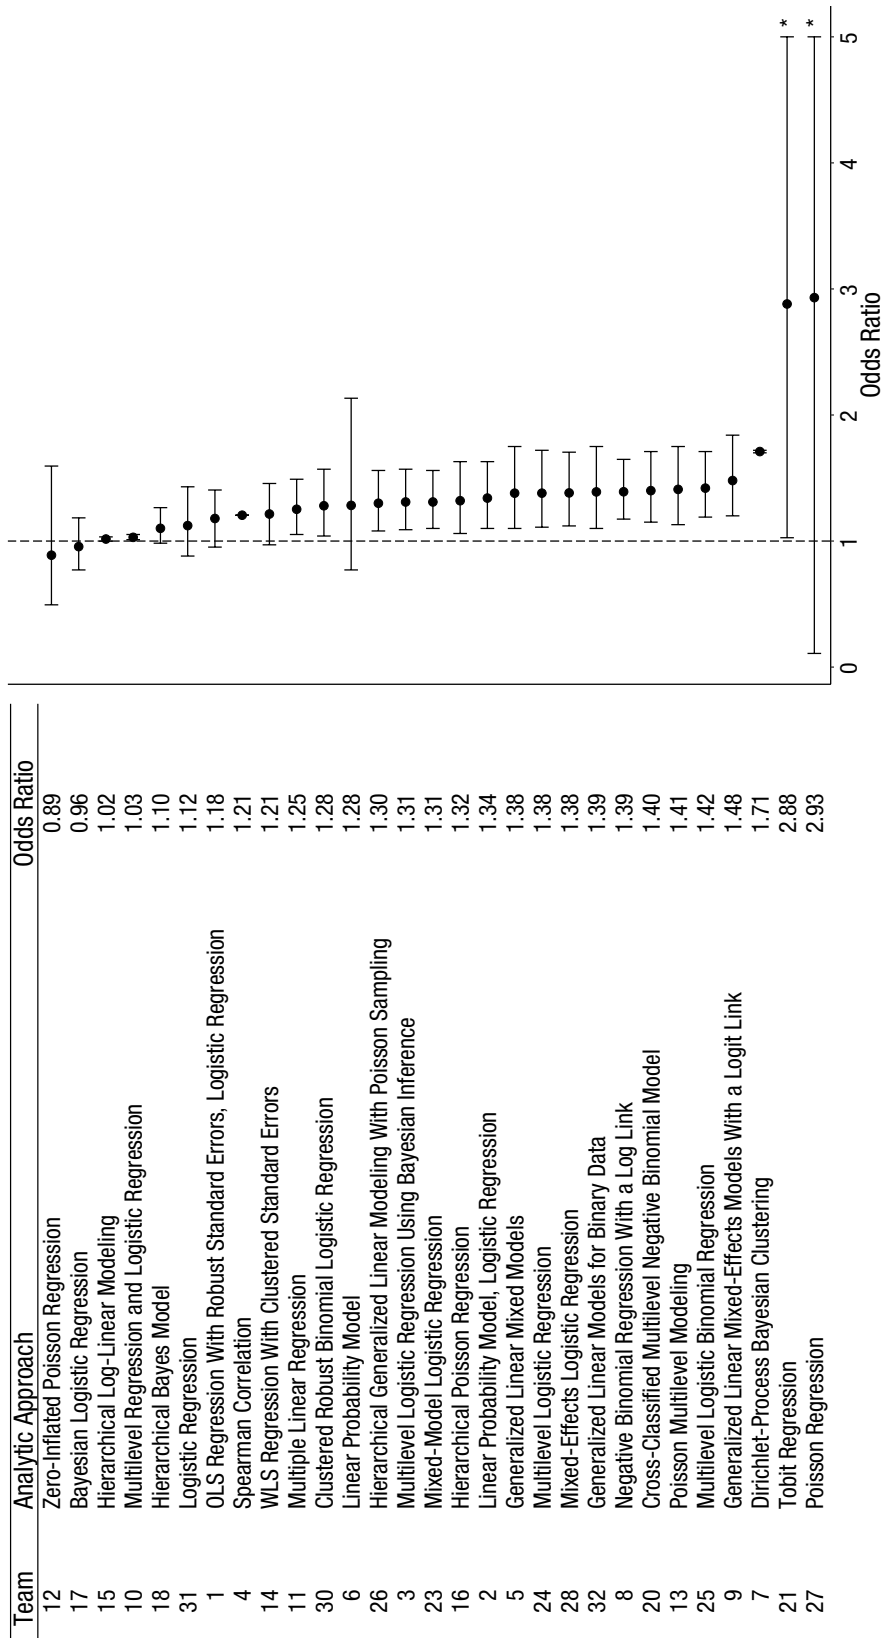 Team Analytic Approach Odds Ratio
12 Zero-Inflated Poisson Regression 0.89
17 Bayesian Logistic Regression 0.96
15 Hierarchical Log-Linear Modeling 1.02
10 Multilevel Regression and Logistic Regression 1.03
18 Hierarchical Bayes Model 1.10
31 Logistic Regression 1.12
1 OLS Regression With Robust Standard Errors, Logistic Regression 1.18
4 Spearman Correlation 1.21
14 WLS Regression With Clustered Standard Errors 1.21
11 Multiple Linear Regression 1.25
30 Clustered Robust Binomial Logistic Regression 1.28
6 Linear Probability Model 1.28
26 Hierarchical Generalized Linear Modeling With Poisson Sampling 1.30
3 Multilevel Logistic Regression Using Bayesian Inference 1.31
23 Mixed-Model Logistic Regression 1.31
16 Hierarchical Poisson Regression 1.32
2 Linear Probability Model, Logistic Regression 1.34
5 Generalized Linear Mixed Models 1.38
24 Multilevel Logistic Regression 1.38
28 Mixed-Effects Logistic Regression 1.38
32 Generalized Linear Models for Binary Data 1.39
8 Negative Binomial Regression With a Log Link 1.39
20 Cross-Classified Multilevel Negative Binomial Model 1.40
13 Poisson Multilevel Modeling 1.41
25 Multilevel Logistic Binomial Regression 1.42
9 Generalized Linear Mixed-Effects Models With a Logit Link 1.48
7 Dirichlet-Process Bayesian Clustering 1.71
21 Tobit Regression 2.88 *
27 Poisson Regression 2.93 *
0 1 2 3 4 5
Odds Ratio